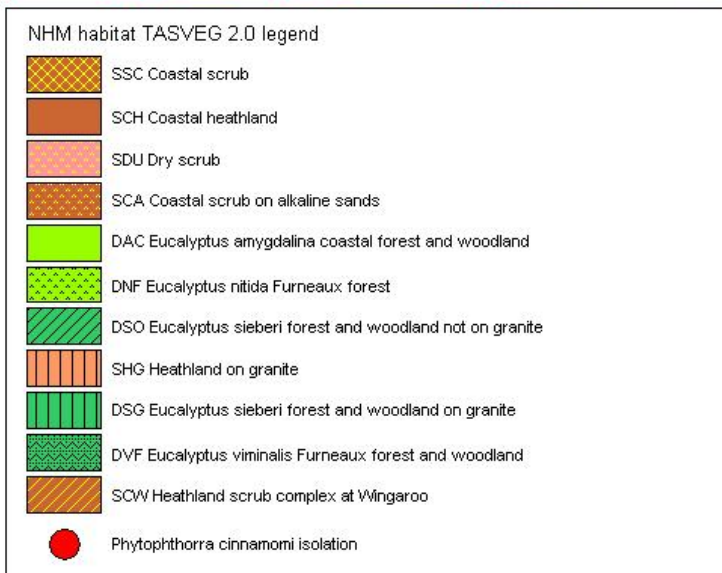 NHM habitat TASVEG 2.0 legend
SSC Coastal scrub
SCH Coastal heathland
SDU Dry scrub
SCA Coastal scrub on alkaline sands
DAC Eucalyptus amygdalina coastal forest and woodland
DNF Eucalyptus nitida Furneaux forest
DSO Eucalyptus sieberi forest and woodland not on granite
SHG Heathland on granite
DSG Eucalyptus sieberi forest and woodland on granite
DVF Eucalyptus viminalis Furneaux forest and woodland
SCW Heathland scrub complex at Wingaroo
Phytophthorra cinnamomi isolation